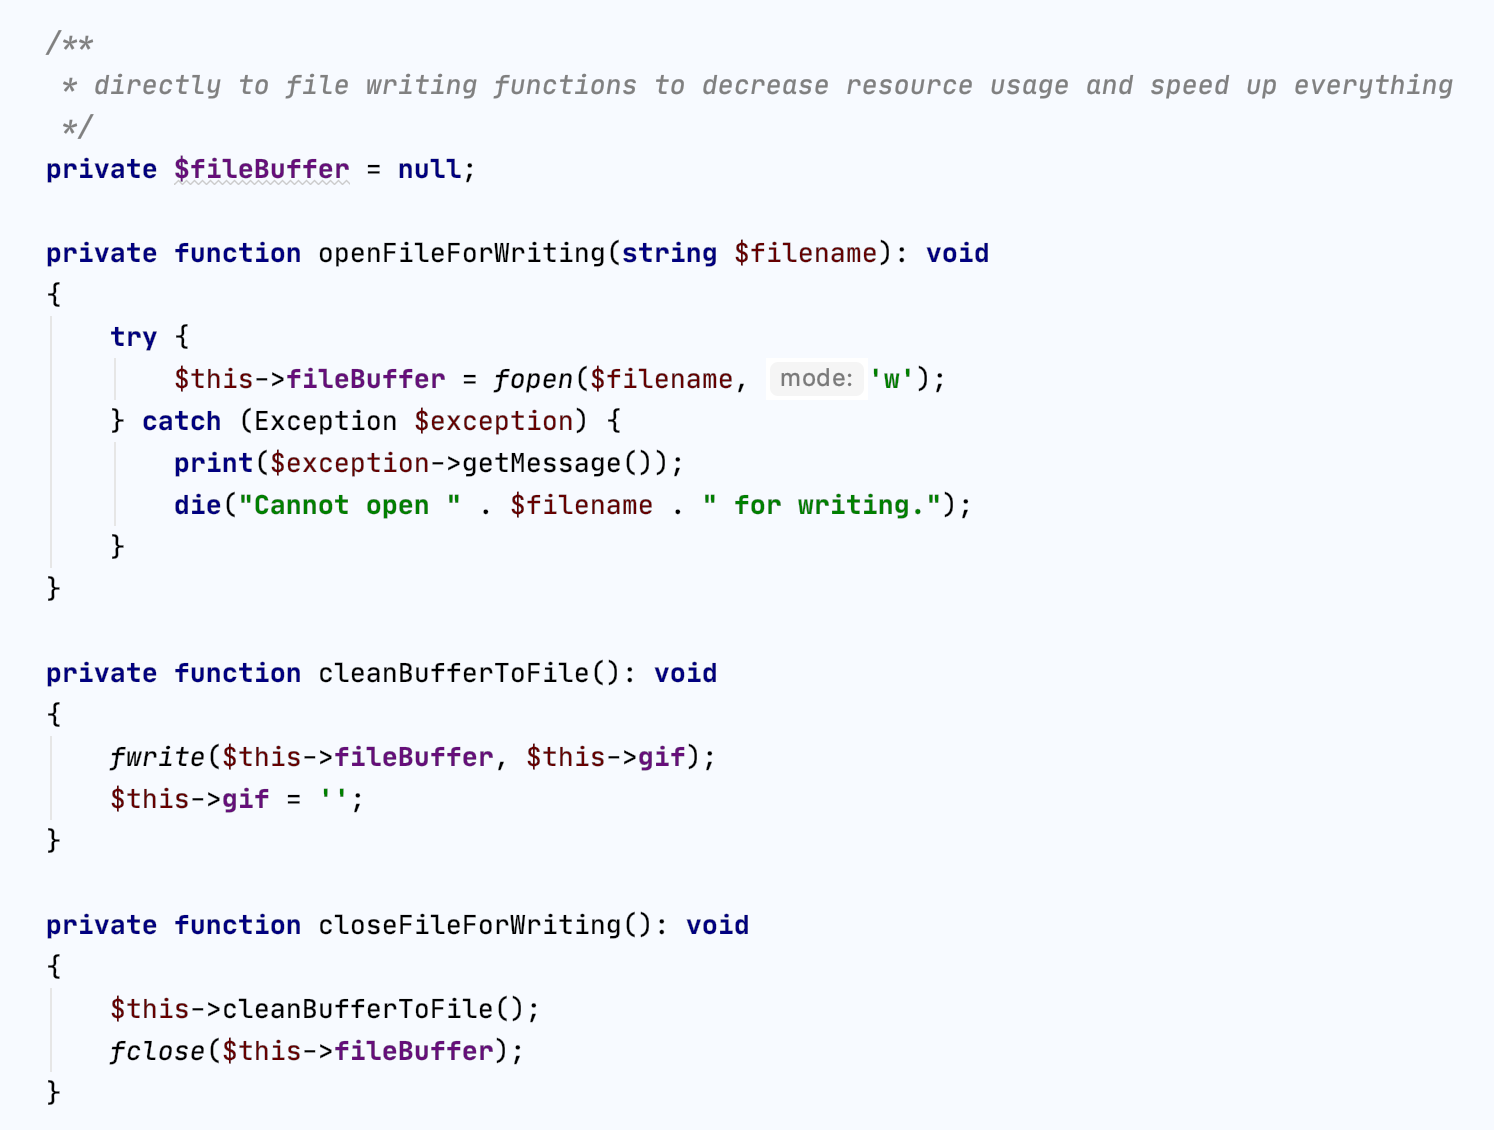 /**
 * directly to file writing functions to decrease resource usage and speed up everything
 */
private $fileBuffer = null;

private function openFileForWriting(string $filename): void
{
    try {
        $this->fileBuffer = fopen($filename, mode: 'w');
    } catch (Exception $exception) {
        print($exception->getMessage());
        die("Cannot open " . $filename . " for writing.");
    }
}

private function cleanBufferToFile(): void
{
    fwrite($this->fileBuffer, $this->gif);
    $this->gif = '';
}

private function closeFileForWriting(): void
{
    $this->cleanBufferToFile();
    fclose($this->fileBuffer);
}